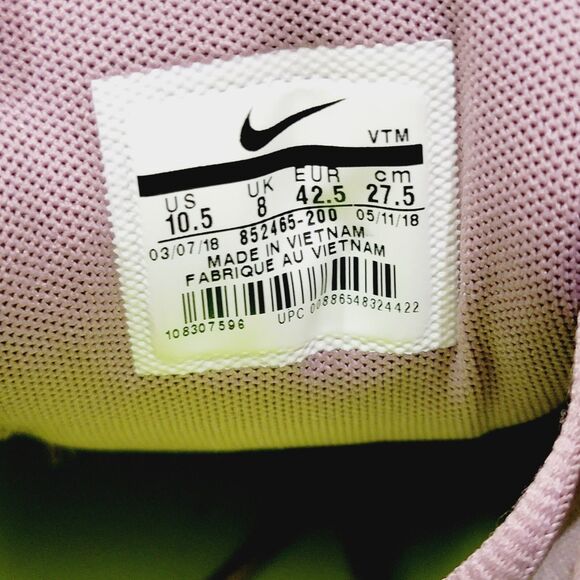 VTM
US UK EUR cm
10.5 8 42.5 27.5
03/07/18 852465-200 05/11/18
MADE IN VIETNAM
FABRIQUE AU VIETNAM
108307596 UPC 00886548324422